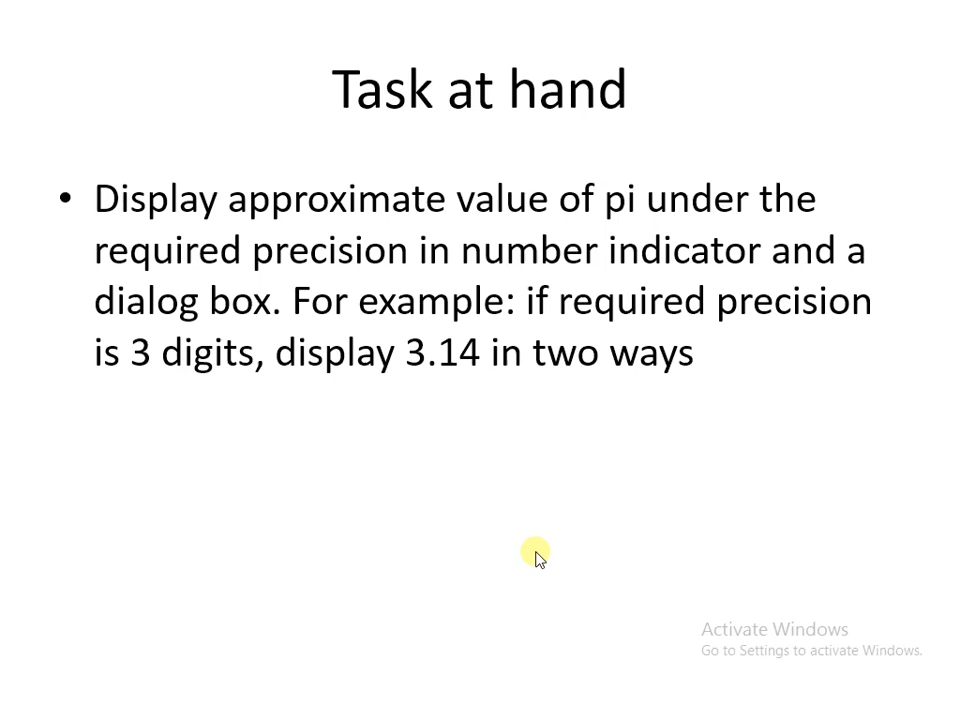 Task at hand
• Display approximate value of pi under the
required precision in number indicator and a
dialog box. For example: if required precision
is 3 digits, display 3.14 in two ways
Activate Windows
Go to Settings to activate Windows.